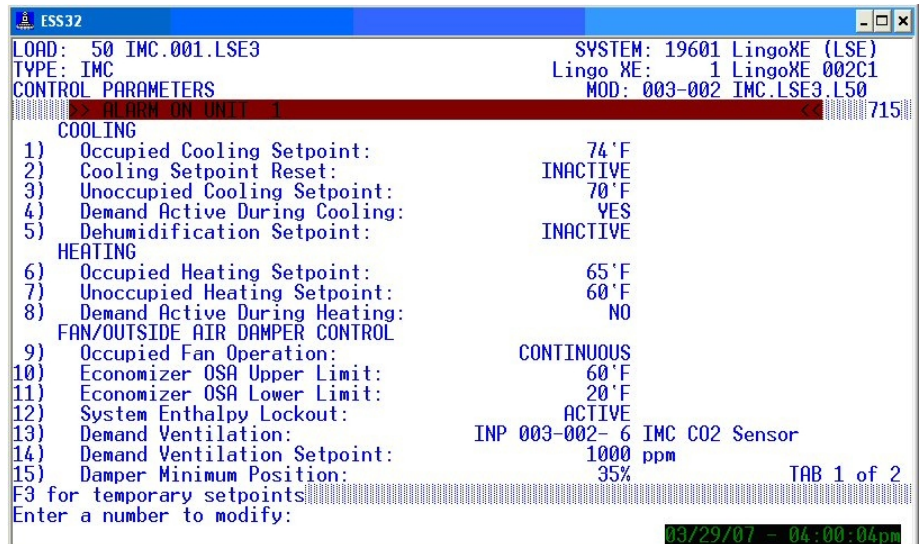 ESS32
LOAD: 50 IMC.001.LSE3 SYSTEM: 19601 LingoXE (LSE)
TYPE: IMC Lingo XE: 1 LingoXE 002C1
CONTROL PARAMETERS MOD: 003-002 IMC.LSE3.L50
>> ALARM ON UNIT 1 << 715
COOLING
1) Occupied Cooling Setpoint: 74'F
2) Cooling Setpoint Reset: INACTIVE
3) Unoccupied Cooling Setpoint: 70'F
4) Demand Active During Cooling: YES
5) Dehumidification Setpoint: INACTIVE
HEATING
6) Occupied Heating Setpoint: 65'F
7) Unoccupied Heating Setpoint: 60'F
8) Demand Active During Heating: NO
FAN/OUTSIDE AIR DAMPER CONTROL
9) Occupied Fan Operation: CONTINUOUS
10) Economizer OSA Upper Limit: 60'F
11) Economizer OSA Lower Limit: 20'F
12) System Enthalpy Lockout: ACTIVE
13) Demand Ventilation: INP 003-002- 6 IMC CO2 Sensor
14) Demand Ventilation Setpoint: 1000 ppm
15) Damper Minimum Position: 35% TAB 1 of 2
F3 for temporary setpoints
Enter a number to modify:
03/29/07 - 04:00:04pm